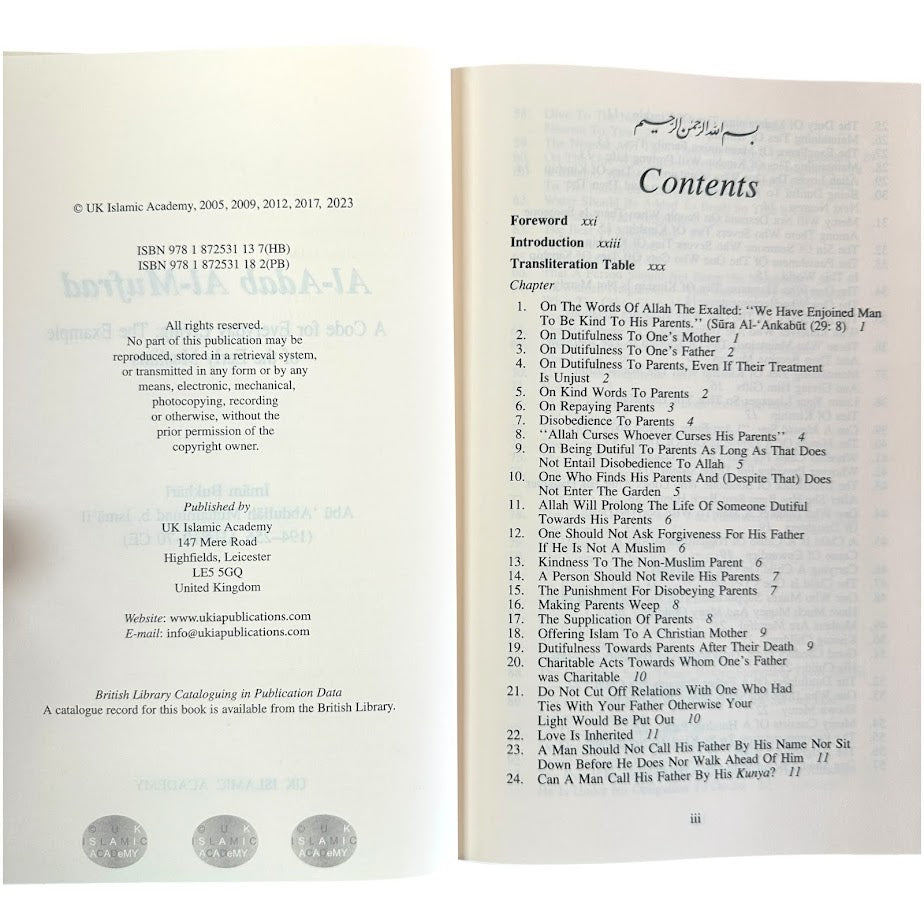 © UK Islamic Academy, 2005, 2009, 2012, 2017, 2023
ISBN 978 1 872531 13 7(HB)
ISBN 978 1 872531 18 2(PB)
All rights reserved.
No part of this publication may be
reproduced, stored in a retrieval system,
or transmitted in any form or by any
means, electronic, mechanical,
photocopying, recording
or otherwise, without the
prior permission of the
copyright owner.
Published by
UK Islamic Academy
147 Mere Road
Highfields, Leicester
LE5 5GQ
United Kingdom
Website: www.ukiapublications.com
E-mail: info@ukiapublications.com
British Library Cataloguing in Publication Data
A catalogue record for this book is available from the British Library.
© U K
ISLAMIC
ACADeMY
© U K
ISLAMIC
ACADeMY
© U K
ISLAMIC
ACADeMY
بسم الله الرحمن الرحيم
Contents
Foreword xxi
Introduction xxiii
Transliteration Table xxx
Chapter
1. On The Words Of Allah The Exalted: “We Have Enjoined Man
To Be Kind To His Parents.” (Sūra Al-‘Ankabūt (29: 8) 1
2. On Dutifulness To One's Mother 1
3. On Dutifulness To One's Father 2
4. On Dutifulness To Parents, Even If Their Treatment
Is Unjust 2
5. On Kind Words To Parents 2
6. On Repaying Parents 3
7. Disobedience To Parents 4
8. “Allah Curses Whoever Curses His Parents” 4
9. On Being Dutiful To Parents As Long As That Does
Not Entail Disobedience To Allah 5
10. One Who Finds His Parents And (Despite That) Does
Not Enter The Garden 5
11. Allah Will Prolong The Life Of Someone Dutiful
Towards His Parents 6
12. One Should Not Ask Forgiveness For His Father
If He Is Not A Muslim 6
13. Kindness To The Non-Muslim Parent 6
14. A Person Should Not Revile His Parents 7
15. The Punishment For Disobeying Parents 7
16. Making Parents Weep 8
17. The Supplication Of Parents 8
18. Offering Islam To A Christian Mother 9
19. Dutifulness Towards Parents After Their Death 9
20. Charitable Acts Towards Whom One's Father
was Charitable 10
21. Do Not Cut Off Relations With One Who Had
Ties With Your Father Otherwise Your
Light Would Be Put Out 10
22. Love Is Inherited 11
23. A Man Should Not Call His Father By His Name Nor Sit
Down Before He Does Nor Walk Ahead Of Him 11
24. Can A Man Call His Father By His Kunya? 11
iii